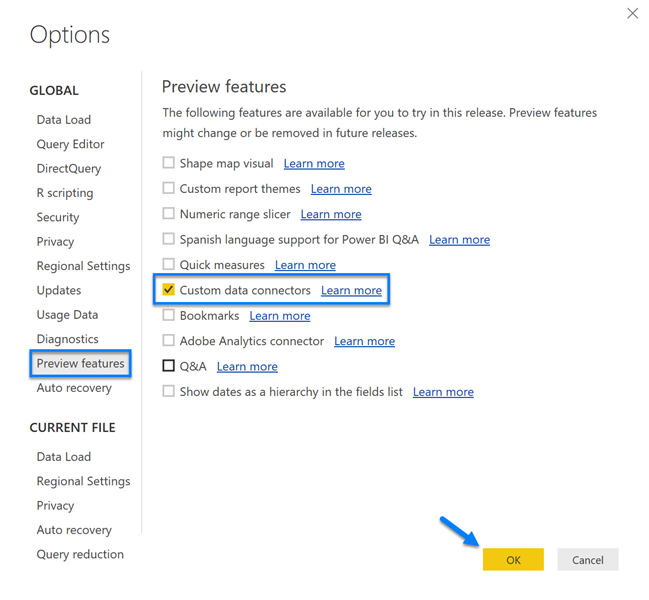 Options
GLOBAL
Data Load
Query Editor
DirectQuery
R scripting
Security
Privacy
Regional Settings
Updates
Usage Data
Diagnostics
Preview features
Auto recovery
CURRENT FILE
Data Load
Regional Settings
Privacy
Auto recovery
Query reduction
Preview features
The following features are available for you to try in this release. Preview features
might change or be removed in future releases.
Shape map visual Learn more
Custom report themes Learn more
Numeric range slicer Learn more
Spanish language support for Power BI Q&A Learn more
Quick measures Learn more
Custom data connectors Learn more
Bookmarks Learn more
Adobe Analytics connector Learn more
Q&A Learn more
Show dates as a hierarchy in the fields list Learn more
OK Cancel